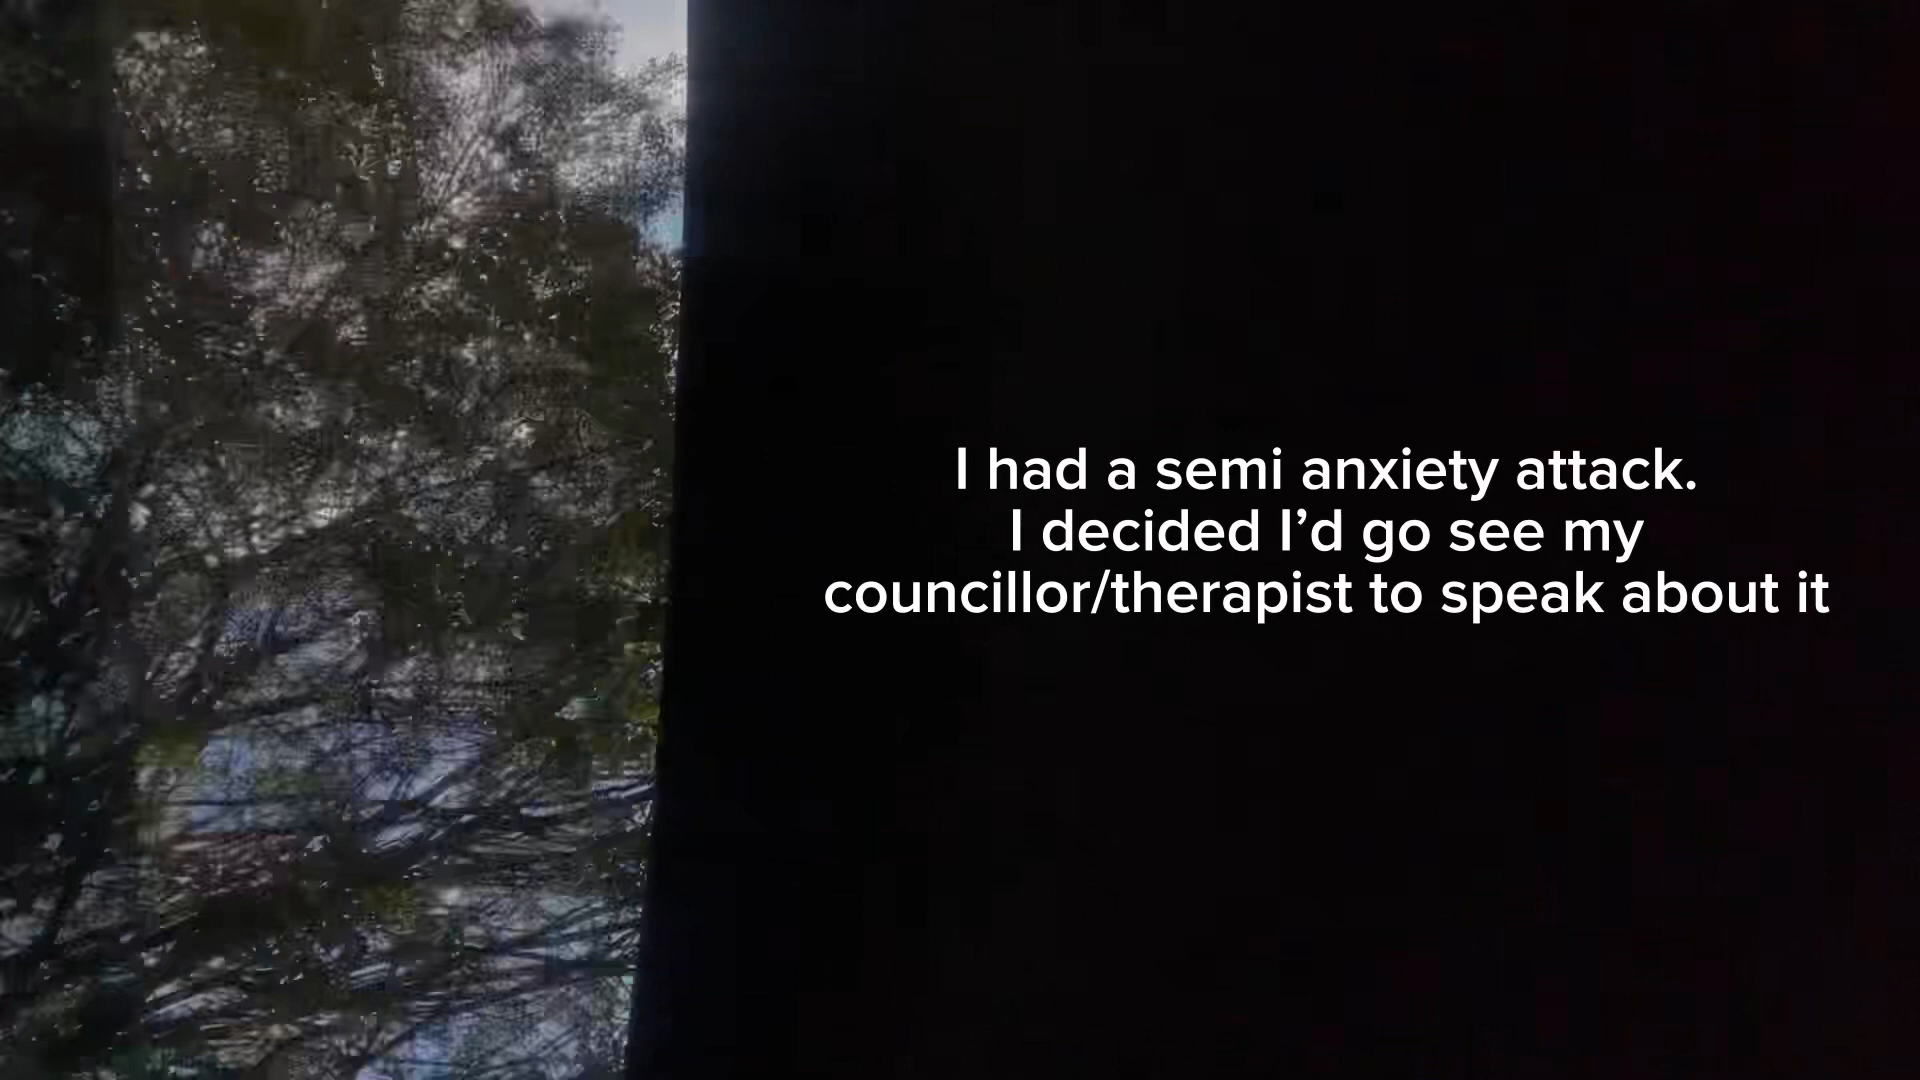 I had a semi anxiety attack.
I decided I’d go see my
councillor/therapist to speak about it